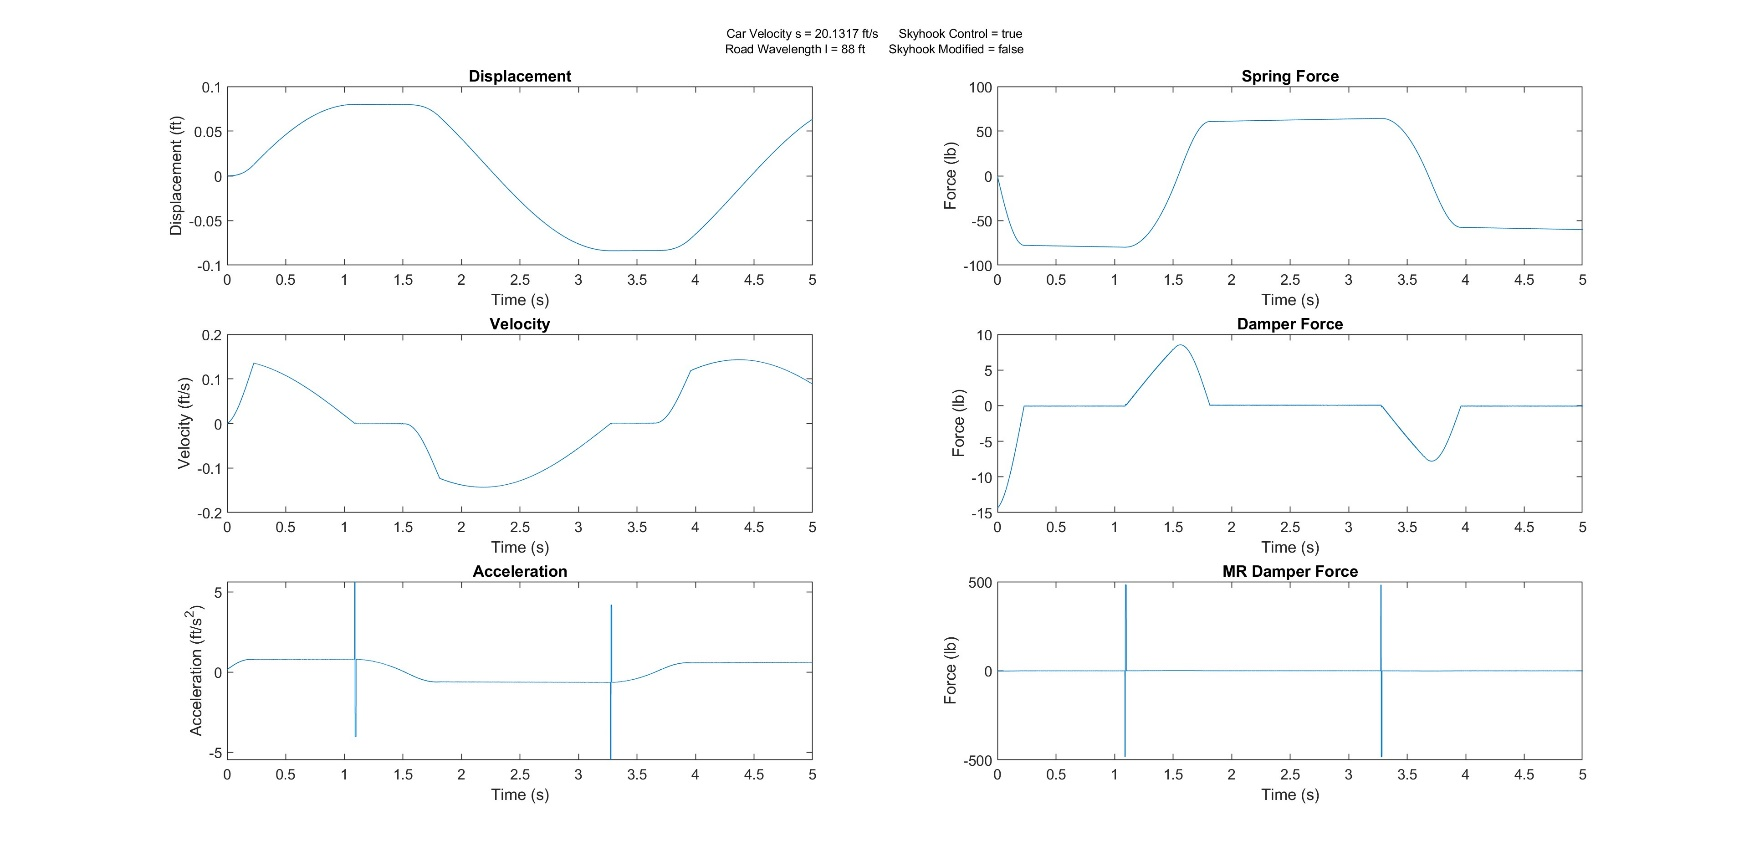 Car Velocity s = 20.1317 ft/s Skyhook Control = true
Road Wavelength l = 88 ft Skyhook Modified = false
Displacement
0.1
0.05
0
-0.05
-0.1
Displacement (ft)
0 0.5 1 1.5 2 2.5 3 3.5 4 4.5 5
Time (s)
Spring Force
100
50
0
-50
-100
Force (lb)
0 0.5 1 1.5 2 2.5 3 3.5 4 4.5 5
Time (s)
Velocity
0.2
0.1
0
-0.1
-0.2
Velocity (ft/s)
0 0.5 1 1.5 2 2.5 3 3.5 4 4.5 5
Time (s)
Damper Force
10
5
0
-5
-10
-15
Force (lb)
0 0.5 1 1.5 2 2.5 3 3.5 4 4.5 5
Time (s)
Acceleration
5
0
-5
Acceleration (ft/s²)
0 0.5 1 1.5 2 2.5 3 3.5 4 4.5 5
Time (s)
MR Damper Force
500
0
-500
Force (lb)
0 0.5 1 1.5 2 2.5 3 3.5 4 4.5 5
Time (s)